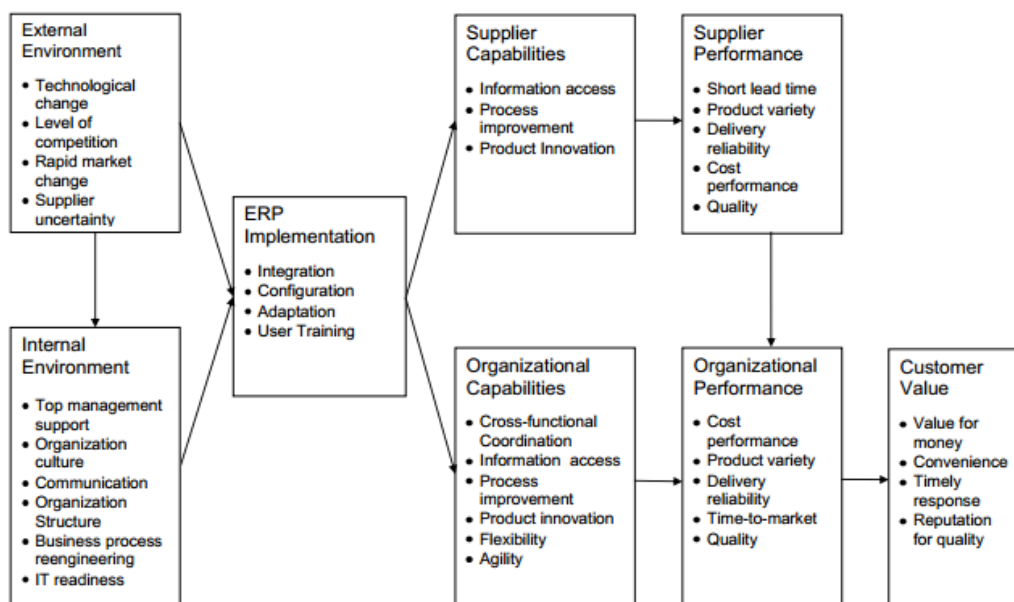 External
Environment
• Technological
change
• Level of
competition
• Rapid market
change
• Supplier
uncertainty
Internal
Environment
• Top management
support
• Organization
culture
• Communication
• Organization
Structure
• Business process
reengineering
• IT readiness
ERP
Implementation
• Integration
• Configuration
• Adaptation
• User Training
Supplier
Capabilities
• Information access
• Process
improvement
• Product Innovation
Supplier
Performance
• Short lead time
• Product variety
• Delivery
reliability
• Cost
performance
• Quality
Organizational
Capabilities
• Cross-functional
Coordination
• Information access
• Process
improvement
• Product innovation
• Flexibility
• Agility
Organizational
Performance
• Cost
performance
• Product variety
• Delivery
reliability
• Time-to-market
• Quality
Customer
Value
• Value for
money
• Convenience
• Timely
response
• Reputation
for quality